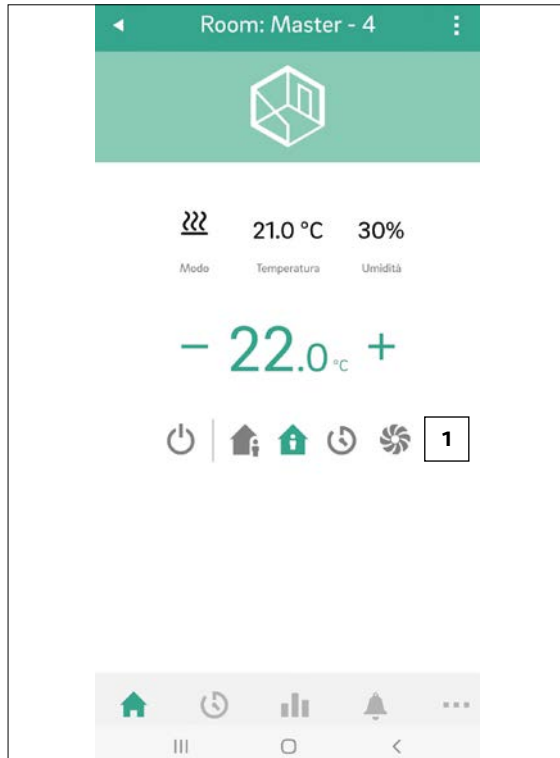 Room: Master - 4
21.0 °C 30%
Modo Temperatura Umidità
− 22.0 °C +
1